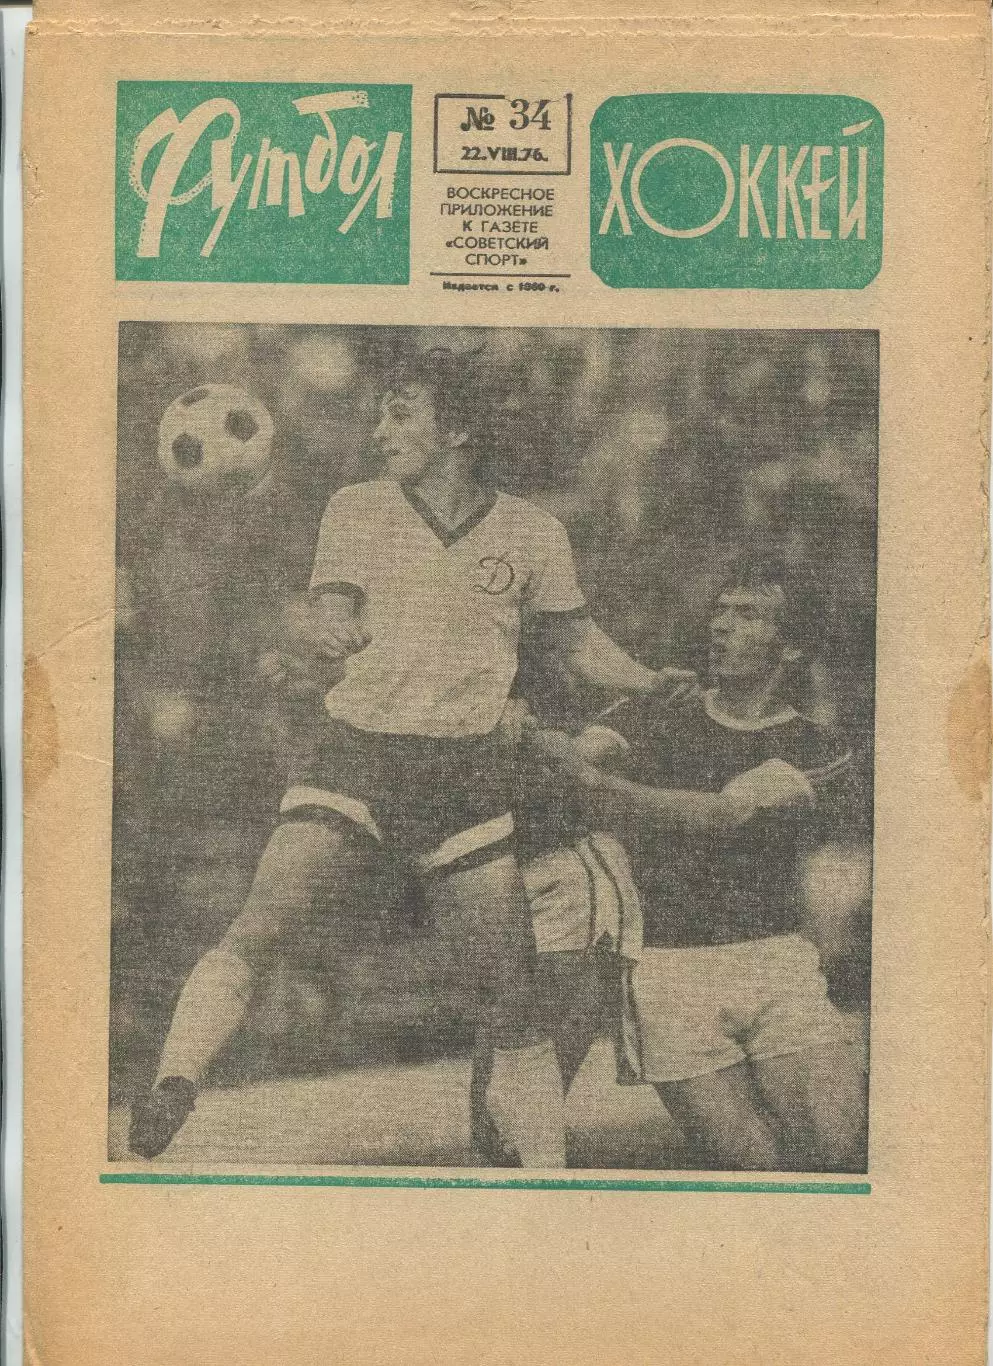 Футбол
№ 34
22.VIII.76.
ВОСКРЕСНОЕ
ПРИЛОЖЕНИЕ
К ГАЗЕТЕ
«СОВЕТСКИЙ
СПОРТ»
Издается с 1960 г.
ХОККЕЙ
Д